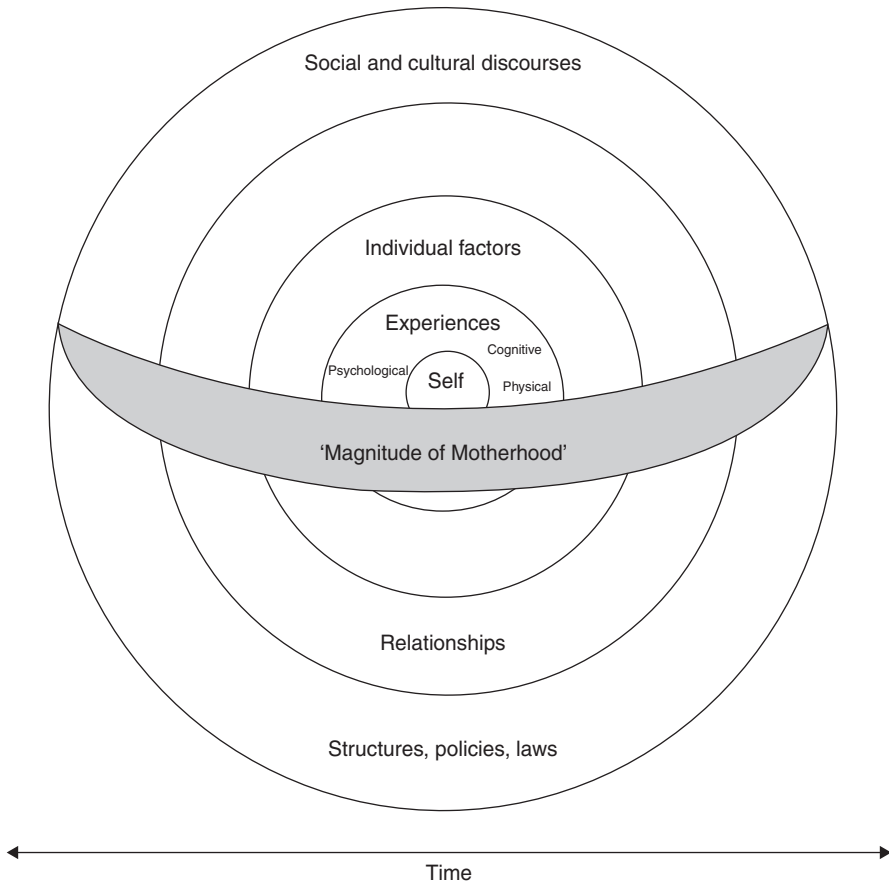 Social and cultural discourses
Individual factors
Experiences
Cognitive
Psychological
Self
Physical
‘Magnitude of Motherhood’
Relationships
Structures, policies, laws
Time